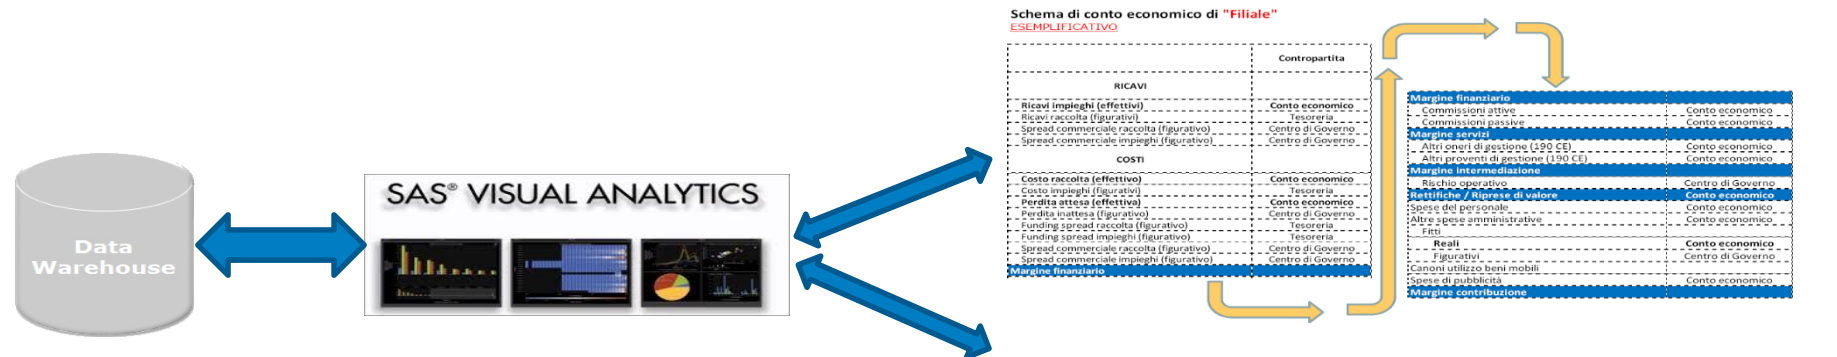 Data
Warehouse
SAS® VISUAL ANALYTICS
Schema di conto economico di "Filiale"
ESEMPLIFICATIVO
Contropartita
RICAVI
Ricavi impieghi (effettivi) Conto economico
Ricavi raccolta (figurativi) Tesoreria
Spread commerciale raccolta (figurativo) Centro di Governo
Spread commerciale impieghi (figurativo) Centro di Governo
COSTI
Costo raccolta (effettivo) Conto economico
Costo impieghi (figurativi) Tesoreria
Perdita attesa (effettiva) Conto economico
Perdita inattesa (figurativo) Centro di Governo
Funding spread raccolta (figurativo) Tesoreria
Funding spread impieghi (figurativo) Tesoreria
Spread commerciale raccolta (figurativo) Centro di Governo
Spread commerciale impieghi (figurativo) Centro di Governo
Margine finanziario
Margine finanziario
Commissioni attive Conto economico
Commissioni passive Conto economico
Margine servizi
Altri oneri di gestione (190 CE) Conto economico
Altri proventi di gestione (190 CE) Conto economico
Margine intermediazione
Rischio operativo Centro di Governo
Rettifiche / Riprese di valore Conto economico
Spese del personale Conto economico
Altre spese amministrative Conto economico
Fitti
Reali Conto economico
Figurativi Centro di Governo
Canoni utilizzo beni mobili
Spese di pubblicità Conto economico
Margine contribuzione